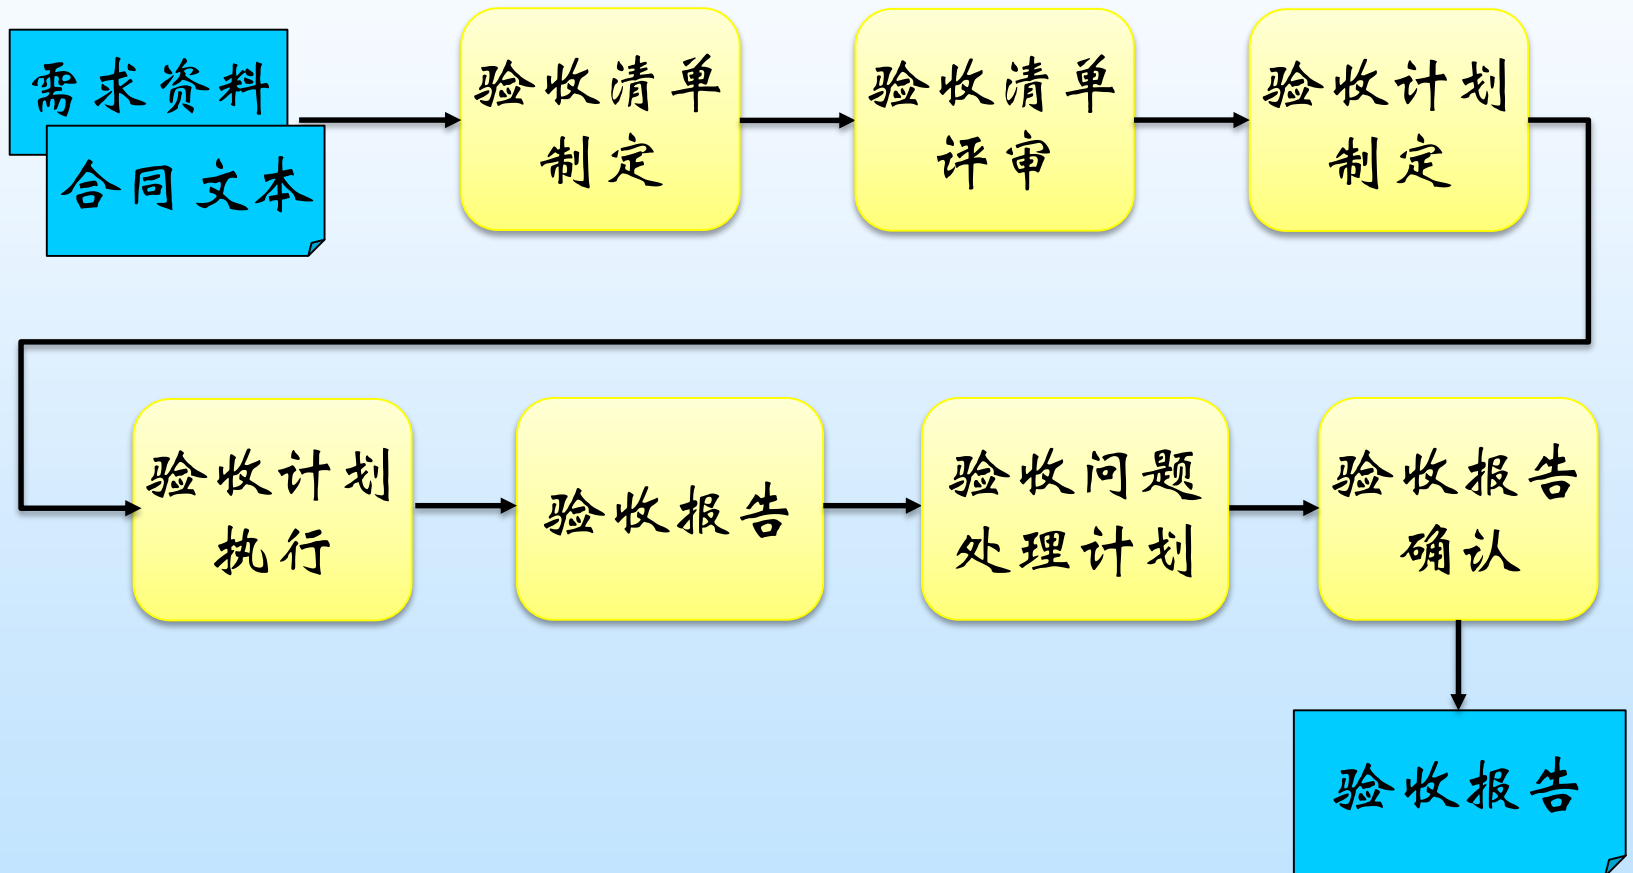 需求资料
合同文本
验收清单
制定
验收清单
评审
验收计划
制定
验收计划
执行
验收报告
验收问题
处理计划
验收报告
确认
验收报告